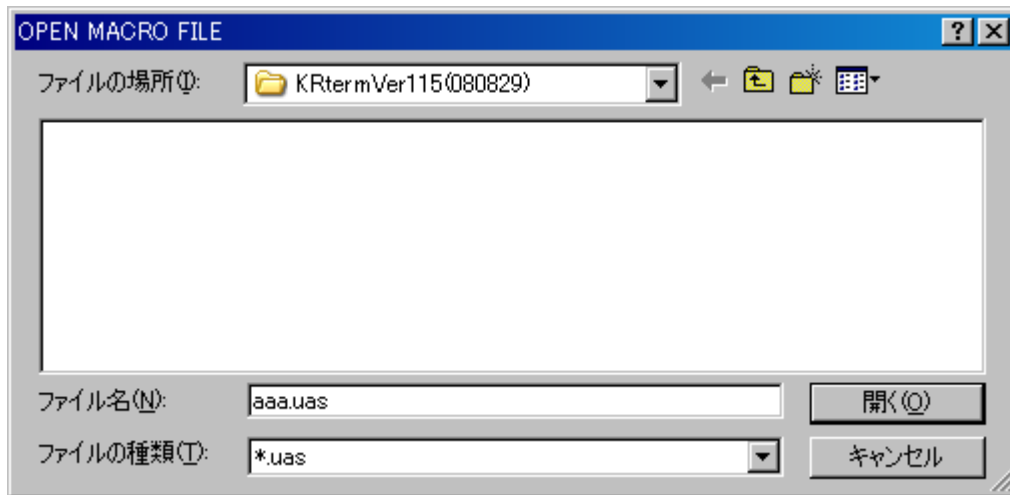 OPEN MACRO FILE
ファイルの場所(I):
KRtermVer115(080829)
ファイル名(N):
aaa.uas
開く(O)
ファイルの種類(T):
*.uas
キャンセル